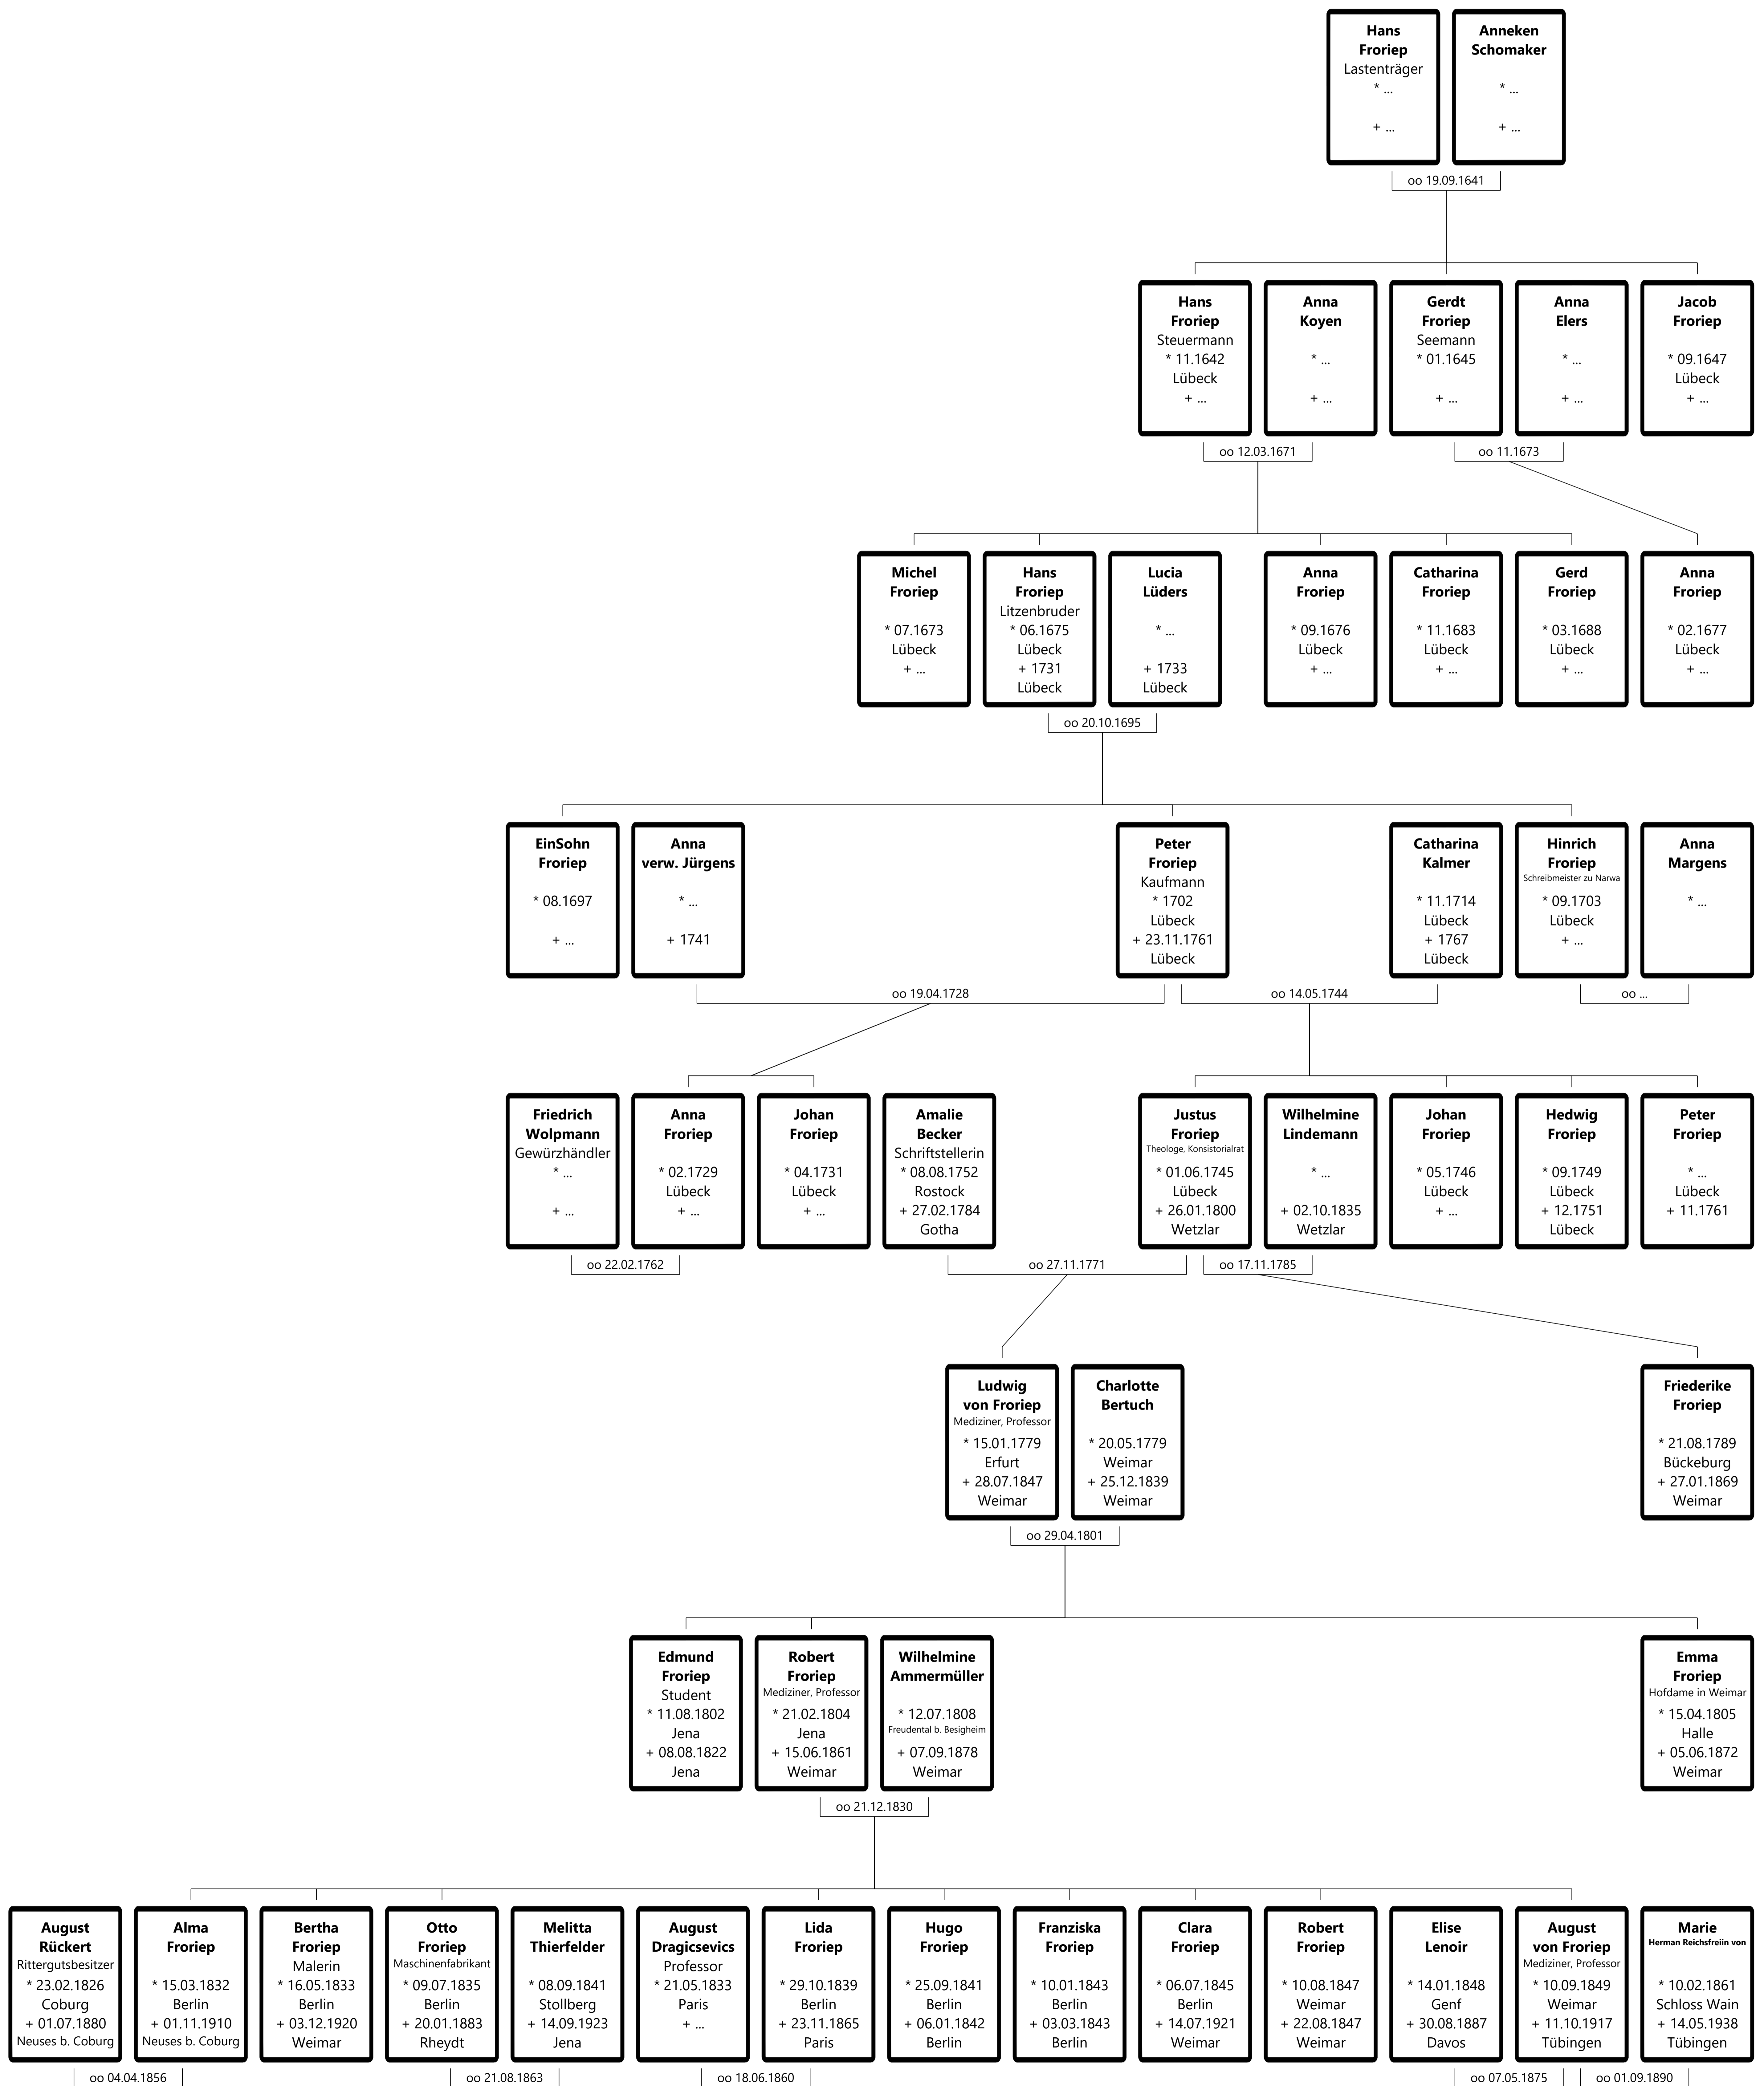 Hans
Froriep
Lastenträger
* ...
+ ...
Anneken
Schomaker
* ...
+ ...
oo 19.09.1641
Hans
Froriep
Steuermann
* 11.1642
Lübeck
+ ...
Anna
Koyen
* ...
+ ...
Gerdt
Froriep
Seemann
* 01.1645
+ ...
Anna
Elers
* ...
+ ...
Jacob
Froriep
* 09.1647
Lübeck
+ ...
oo 12.03.1671
oo 11.1673
Michel
Froriep
* 07.1673
Lübeck
+ ...
Hans
Froriep
Litzenbruder
* 06.1675
Lübeck
+ 1731
Lübeck
Lucia
Lüders
* ...
+ 1733
Lübeck
Anna
Froriep
* 09.1676
Lübeck
+ ...
Catharina
Froriep
* 11.1683
Lübeck
+ ...
Gerd
Froriep
* 03.1688
Lübeck
+ ...
Anna
Froriep
* 02.1677
Lübeck
+ ...
oo 20.10.1695
EinSohn
Froriep
* 08.1697
+ ...
Anna
verw. Jürgens
* ...
+ 1741
Peter
Froriep
Kaufmann
* 1702
Lübeck
+ 23.11.1761
Lübeck
Catharina
Kalmer
* 11.1714
Lübeck
+ 1767
Lübeck
Hinrich
Froriep
Schreibmeister zu Narwa
* 09.1703
Lübeck
+ ...
Anna
Margens
* ...
oo 19.04.1728
oo 14.05.1744
oo ...
Friedrich
Wolpmann
Gewürzhändler
* ...
+ ...
Anna
Froriep
* 02.1729
Lübeck
+ ...
Johan
Froriep
* 04.1731
Lübeck
+ ...
Amalie
Becker
Schriftstellerin
* 08.08.1752
Rostock
+ 27.02.1784
Gotha
Justus
Froriep
Theologe, Konsistorialrat
* 01.06.1745
Lübeck
+ 26.01.1800
Wetzlar
Wilhelmine
Lindemann
* ...
+ 02.10.1835
Wetzlar
Johan
Froriep
* 05.1746
Lübeck
+ ...
Hedwig
Froriep
* 09.1749
Lübeck
+ 12.1751
Lübeck
Peter
Froriep
* ...
Lübeck
+ 11.1761
oo 22.02.1762
oo 27.11.1771
oo 17.11.1785
Ludwig
von Froriep
Mediziner, Professor
* 15.01.1779
Erfurt
+ 28.07.1847
Weimar
Charlotte
Bertuch
* 20.05.1779
Weimar
+ 25.12.1839
Weimar
Friederike
Froriep
* 21.08.1789
Bückeburg
+ 27.01.1869
Weimar
oo 29.04.1801
Edmund
Froriep
Student
* 11.08.1802
Jena
+ 08.08.1822
Jena
Robert
Froriep
Mediziner, Professor
* 21.02.1804
Jena
+ 15.06.1861
Weimar
Wilhelmine
Ammermüller
* 12.07.1808
Freudental b. Besigheim
+ 07.09.1878
Weimar
Emma
Froriep
Hofdame in Weimar
* 15.04.1805
Halle
+ 05.06.1872
Weimar
oo 21.12.1830
August
Rückert
Rittergutsbesitzer
* 23.02.1826
Coburg
+ 01.07.1880
Neuses b. Coburg
Alma
Froriep
* 15.03.1832
Berlin
+ 01.11.1910
Neuses b. Coburg
Bertha
Froriep
Malerin
* 16.05.1833
Berlin
+ 03.12.1920
Weimar
Otto
Froriep
Maschinenfabrikant
* 09.07.1835
Berlin
+ 20.01.1883
Rheydt
Melitta
Thierfelder
* 08.09.1841
Stollberg
+ 14.09.1923
Jena
August
Dragicsevics
Professor
* 21.05.1833
Paris
+ ...
Lida
Froriep
* 29.10.1839
Berlin
+ 23.11.1865
Paris
Hugo
Froriep
* 25.09.1841
Berlin
+ 06.01.1842
Berlin
Franziska
Froriep
* 10.01.1843
Berlin
+ 03.03.1843
Berlin
Clara
Froriep
* 06.07.1845
Berlin
+ 14.07.1921
Weimar
Robert
Froriep
* 10.08.1847
Weimar
+ 22.08.1847
Weimar
Elise
Lenoir
* 14.01.1848
Genf
+ 30.08.1887
Davos
August
von Froriep
Mediziner, Professor
* 10.09.1849
Weimar
+ 11.10.1917
Tübingen
Marie
Herman Reichsfreiin von
* 10.02.1861
Schloss Wain
+ 14.05.1938
Tübingen
oo 04.04.1856
oo 21.08.1863
oo 18.06.1860
oo 07.05.1875
oo 01.09.1890